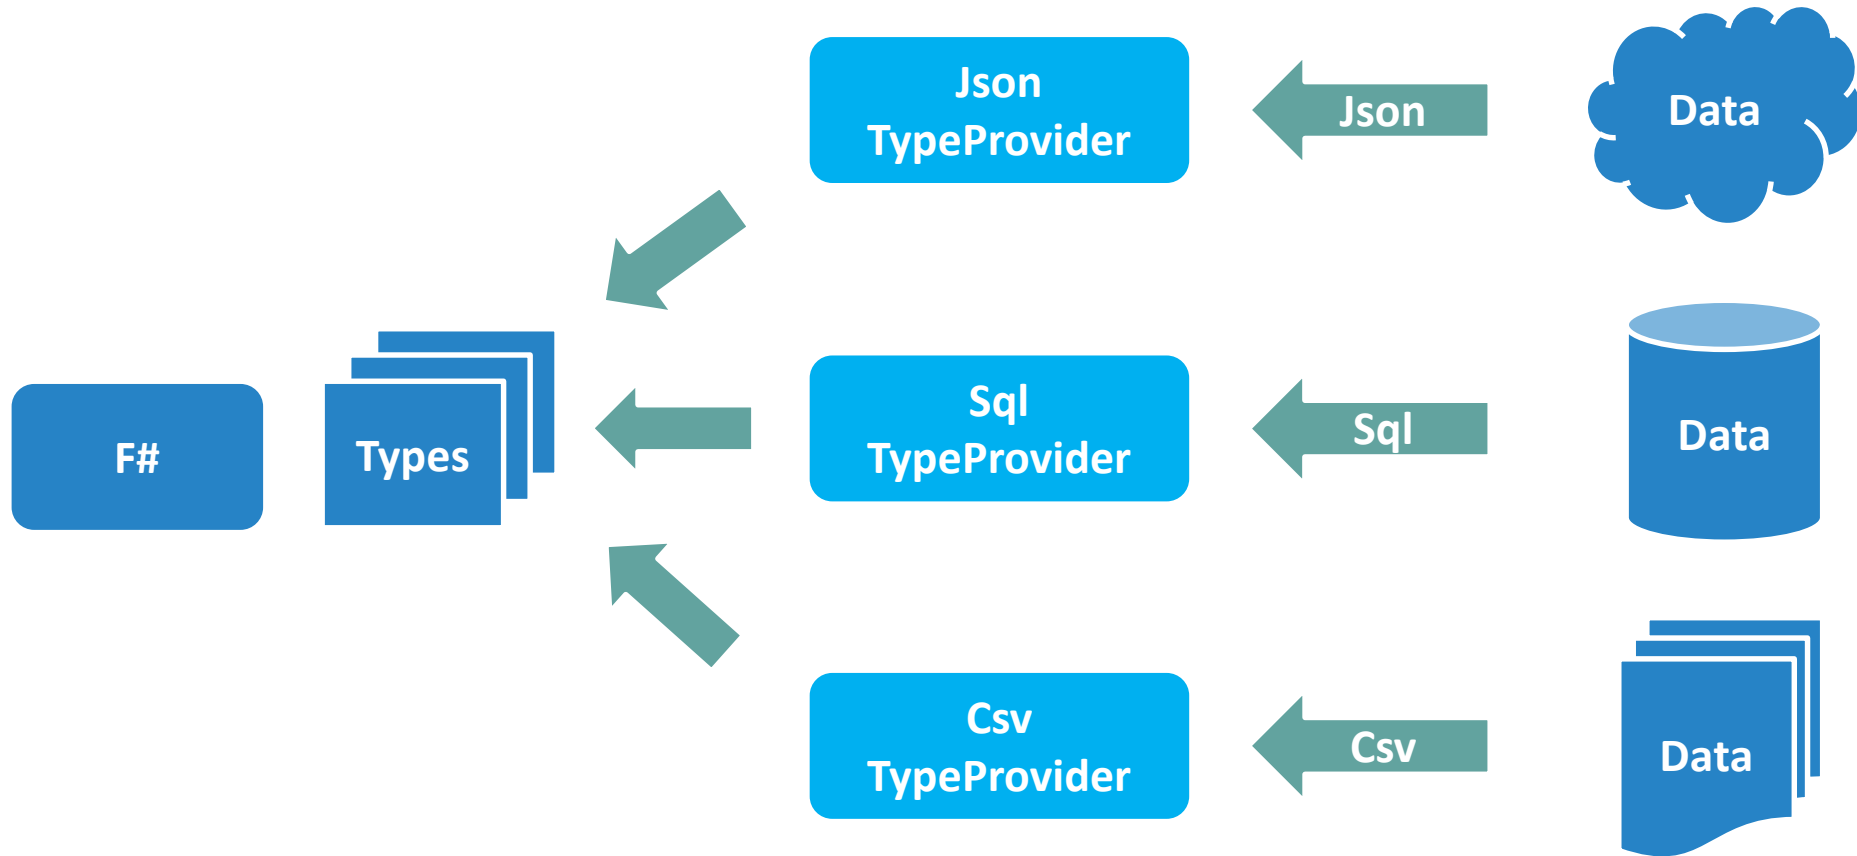 Json
TypeProvider
Json
Data
F#
Types
Sql
TypeProvider
Sql
Data
Csv
TypeProvider
Csv
Data